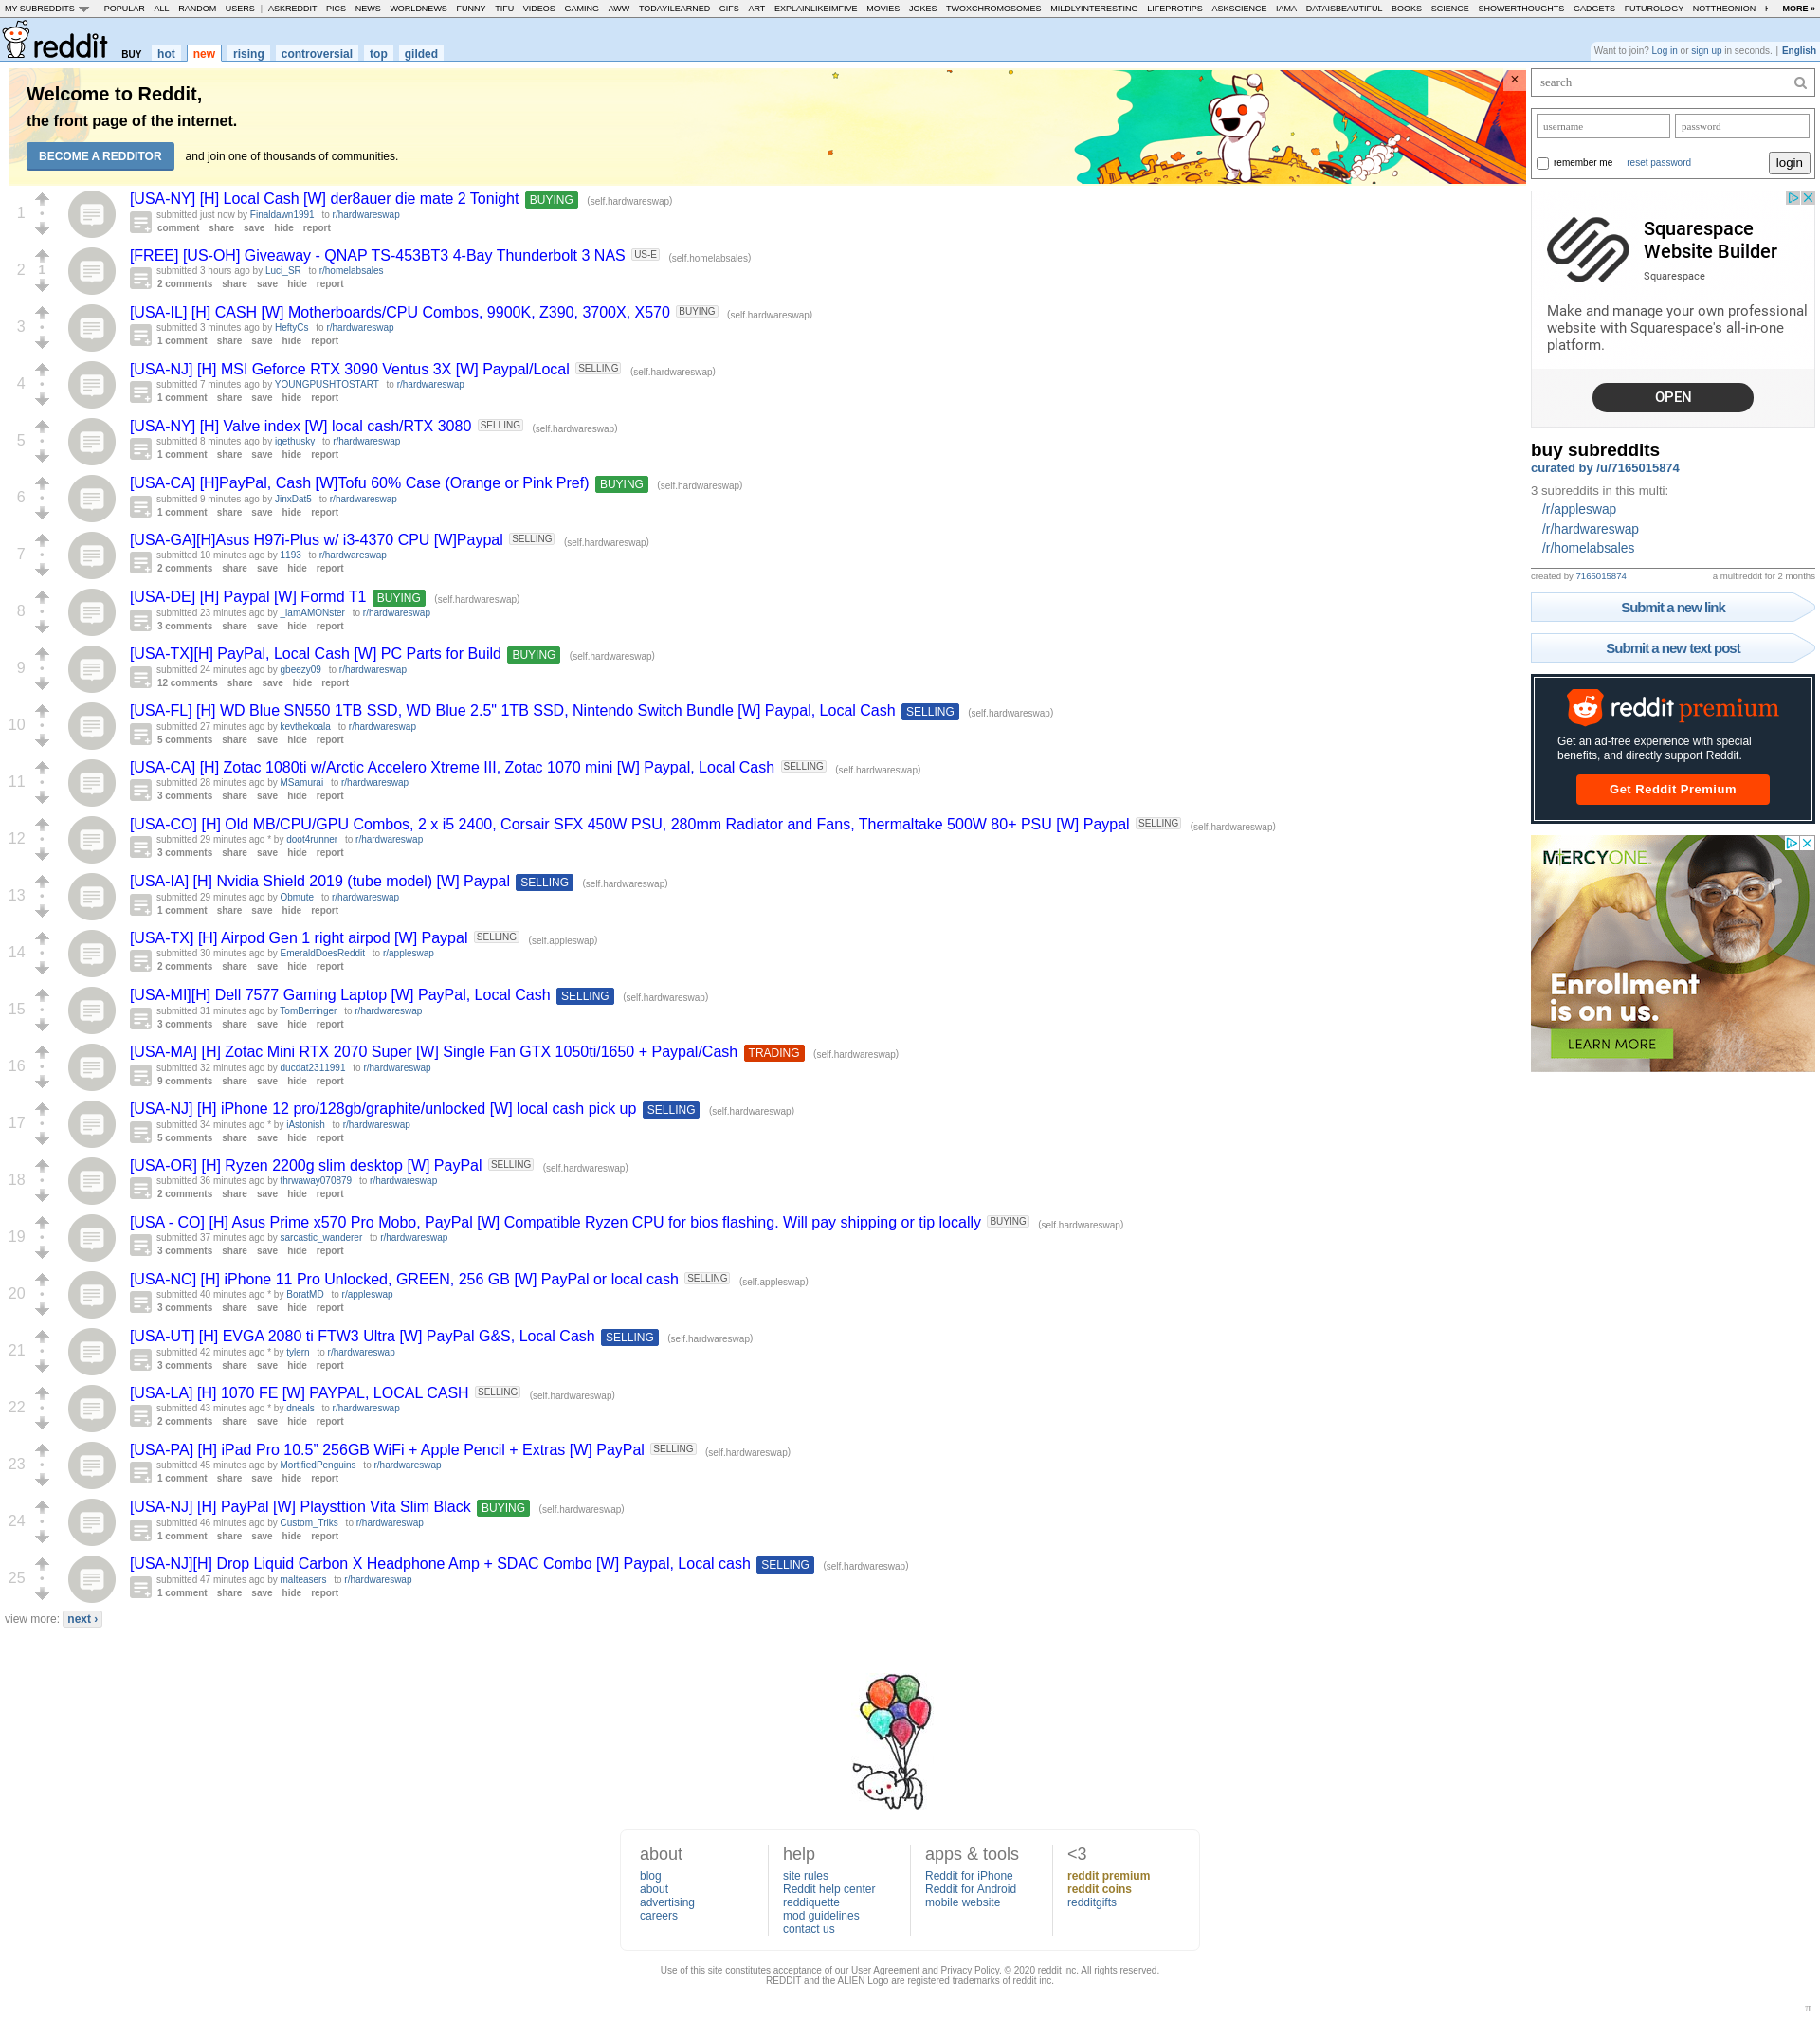 MY SUBREDDITS POPULAR - ALL - RANDOM - USERS | ASKREDDIT - PICS - NEWS - WORLDNEWS - FUNNY - TIFU - VIDEOS - GAMING - AWW - TODAYILEARNED - GIFS - ART - EXPLAINLIKEIMFIVE - MOVIES - JOKES - TWOXCHROMOSOMES - MILDLYINTERESTING - LIFEPROTIPS - ASKSCIENCE - IAMA - DATAISBEAUTIFUL - BOOKS - SCIENCE - SHOWERTHOUGHTS - GADGETS - FUTUROLOGY - NOTTHEONION - MORE »
reddit BUY hot new rising controversial top gilded
Want to join? Log in or sign up in seconds. | English
Welcome to Reddit,
the front page of the internet.
BECOME A REDDITOR and join one of thousands of communities.
×
1
[USA-NY] [H] Local Cash [W] der8auer die mate 2 Tonight BUYING (self.hardwareswap)
submitted just now by Finaldawn1991 to r/hardwareswap
comment share save hide report
2
1
[FREE] [US-OH] Giveaway - QNAP TS-453BT3 4-Bay Thunderbolt 3 NAS US-E (self.homelabsales)
submitted 3 hours ago by Luci_SR to r/homelabsales
2 comments share save hide report
3
[USA-IL] [H] CASH [W] Motherboards/CPU Combos, 9900K, Z390, 3700X, X570 BUYING (self.hardwareswap)
submitted 3 minutes ago by HeftyCs to r/hardwareswap
1 comment share save hide report
4
[USA-NJ] [H] MSI Geforce RTX 3090 Ventus 3X [W] Paypal/Local SELLING (self.hardwareswap)
submitted 7 minutes ago by YOUNGPUSHTOSTART to r/hardwareswap
1 comment share save hide report
5
[USA-NY] [H] Valve index [W] local cash/RTX 3080 SELLING (self.hardwareswap)
submitted 8 minutes ago by igethusky to r/hardwareswap
1 comment share save hide report
6
[USA-CA] [H]PayPal, Cash [W]Tofu 60% Case (Orange or Pink Pref) BUYING (self.hardwareswap)
submitted 9 minutes ago by JinxDat5 to r/hardwareswap
1 comment share save hide report
7
[USA-GA][H]Asus H97i-Plus w/ i3-4370 CPU [W]Paypal SELLING (self.hardwareswap)
submitted 10 minutes ago by 1193 to r/hardwareswap
2 comments share save hide report
8
[USA-DE] [H] Paypal [W] Formd T1 BUYING (self.hardwareswap)
submitted 23 minutes ago by _iamAMONster to r/hardwareswap
3 comments share save hide report
9
[USA-TX][H] PayPal, Local Cash [W] PC Parts for Build BUYING (self.hardwareswap)
submitted 24 minutes ago by gbeezy09 to r/hardwareswap
12 comments share save hide report
10
[USA-FL] [H] WD Blue SN550 1TB SSD, WD Blue 2.5" 1TB SSD, Nintendo Switch Bundle [W] Paypal, Local Cash SELLING (self.hardwareswap)
submitted 27 minutes ago by kevthekoala to r/hardwareswap
5 comments share save hide report
11
[USA-CA] [H] Zotac 1080ti w/Arctic Accelero Xtreme III, Zotac 1070 mini [W] Paypal, Local Cash SELLING (self.hardwareswap)
submitted 28 minutes ago by MSamurai to r/hardwareswap
3 comments share save hide report
12
[USA-CO] [H] Old MB/CPU/GPU Combos, 2 x i5 2400, Corsair SFX 450W PSU, 280mm Radiator and Fans, Thermaltake 500W 80+ PSU [W] Paypal SELLING (self.hardwareswap)
submitted 29 minutes ago * by doot4runner to r/hardwareswap
3 comments share save hide report
13
[USA-IA] [H] Nvidia Shield 2019 (tube model) [W] Paypal SELLING (self.hardwareswap)
submitted 29 minutes ago by Obmute to r/hardwareswap
1 comment share save hide report
14
[USA-TX] [H] Airpod Gen 1 right airpod [W] Paypal SELLING (self.appleswap)
submitted 30 minutes ago by EmeraldDoesReddit to r/appleswap
2 comments share save hide report
15
[USA-MI][H] Dell 7577 Gaming Laptop [W] PayPal, Local Cash SELLING (self.hardwareswap)
submitted 31 minutes ago by TomBerringer to r/hardwareswap
3 comments share save hide report
16
[USA-MA] [H] Zotac Mini RTX 2070 Super [W] Single Fan GTX 1050ti/1650 + Paypal/Cash TRADING (self.hardwareswap)
submitted 32 minutes ago by ducdat2311991 to r/hardwareswap
9 comments share save hide report
17
[USA-NJ] [H] iPhone 12 pro/128gb/graphite/unlocked [W] local cash pick up SELLING (self.hardwareswap)
submitted 34 minutes ago * by iAstonish to r/hardwareswap
5 comments share save hide report
18
[USA-OR] [H] Ryzen 2200g slim desktop [W] PayPal SELLING (self.hardwareswap)
submitted 36 minutes ago by thrwaway070879 to r/hardwareswap
2 comments share save hide report
19
[USA - CO] [H] Asus Prime x570 Pro Mobo, PayPal [W] Compatible Ryzen CPU for bios flashing. Will pay shipping or tip locally BUYING (self.hardwareswap)
submitted 37 minutes ago by sarcastic_wanderer to r/hardwareswap
3 comments share save hide report
20
[USA-NC] [H] iPhone 11 Pro Unlocked, GREEN, 256 GB [W] PayPal or local cash SELLING (self.appleswap)
submitted 40 minutes ago * by BoratMD to r/appleswap
3 comments share save hide report
21
[USA-UT] [H] EVGA 2080 ti FTW3 Ultra [W] PayPal G&S, Local Cash SELLING (self.hardwareswap)
submitted 42 minutes ago * by tylern to r/hardwareswap
3 comments share save hide report
22
[USA-LA] [H] 1070 FE [W] PAYPAL, LOCAL CASH SELLING (self.hardwareswap)
submitted 43 minutes ago * by dneals to r/hardwareswap
2 comments share save hide report
23
[USA-PA] [H] iPad Pro 10.5” 256GB WiFi + Apple Pencil + Extras [W] PayPal SELLING (self.hardwareswap)
submitted 45 minutes ago by MortifiedPenguins to r/hardwareswap
1 comment share save hide report
24
[USA-NJ] [H] PayPal [W] Playsttion Vita Slim Black BUYING (self.hardwareswap)
submitted 46 minutes ago by Custom_Triks to r/hardwareswap
1 comment share save hide report
25
[USA-NJ][H] Drop Liquid Carbon X Headphone Amp + SDAC Combo [W] Paypal, Local cash SELLING (self.hardwareswap)
submitted 47 minutes ago by malteasers to r/hardwareswap
1 comment share save hide report
view more: next ›
search
username password
remember me reset password login
Squarespace
Website Builder
Squarespace
Make and manage your own professional
website with Squarespace's all-in-one
platform.
OPEN
buy subreddits
curated by /u/7165015874
3 subreddits in this multi:
/r/appleswap
/r/hardwareswap
/r/homelabsales
created by 7165015874 a multireddit for 2 months
Submit a new link
Submit a new text post
reddit premium
Get an ad-free experience with special
benefits, and directly support Reddit.
Get Reddit Premium
MERCYONE
Enrollment
is on us.
LEARN MORE
about
blog
about
advertising
careers
help
site rules
Reddit help center
reddiquette
mod guidelines
contact us
apps & tools
Reddit for iPhone
Reddit for Android
mobile website
<3
reddit premium
reddit coins
redditgifts
Use of this site constitutes acceptance of our User Agreement and Privacy Policy. © 2020 reddit inc. All rights reserved.
REDDIT and the ALIEN Logo are registered trademarks of reddit inc.
π